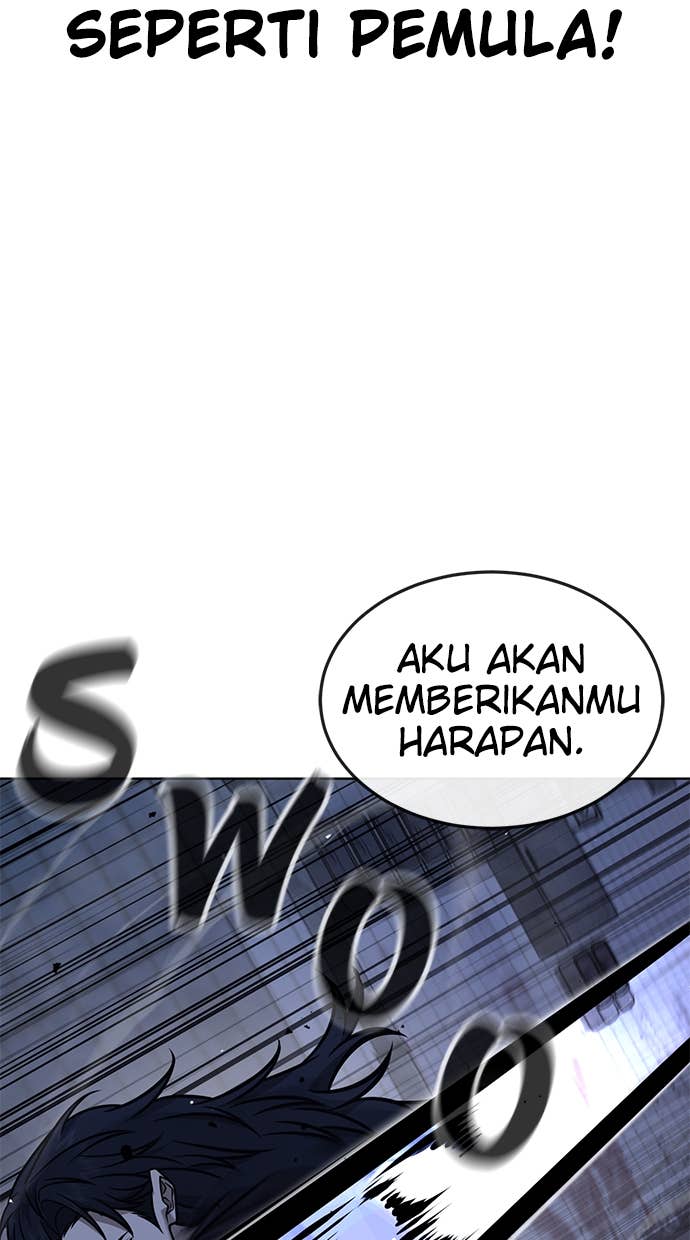 SEPERTI PEMULA!
AKU AKAN
MEMBERIKANMU
HARAPAN.
SWOO